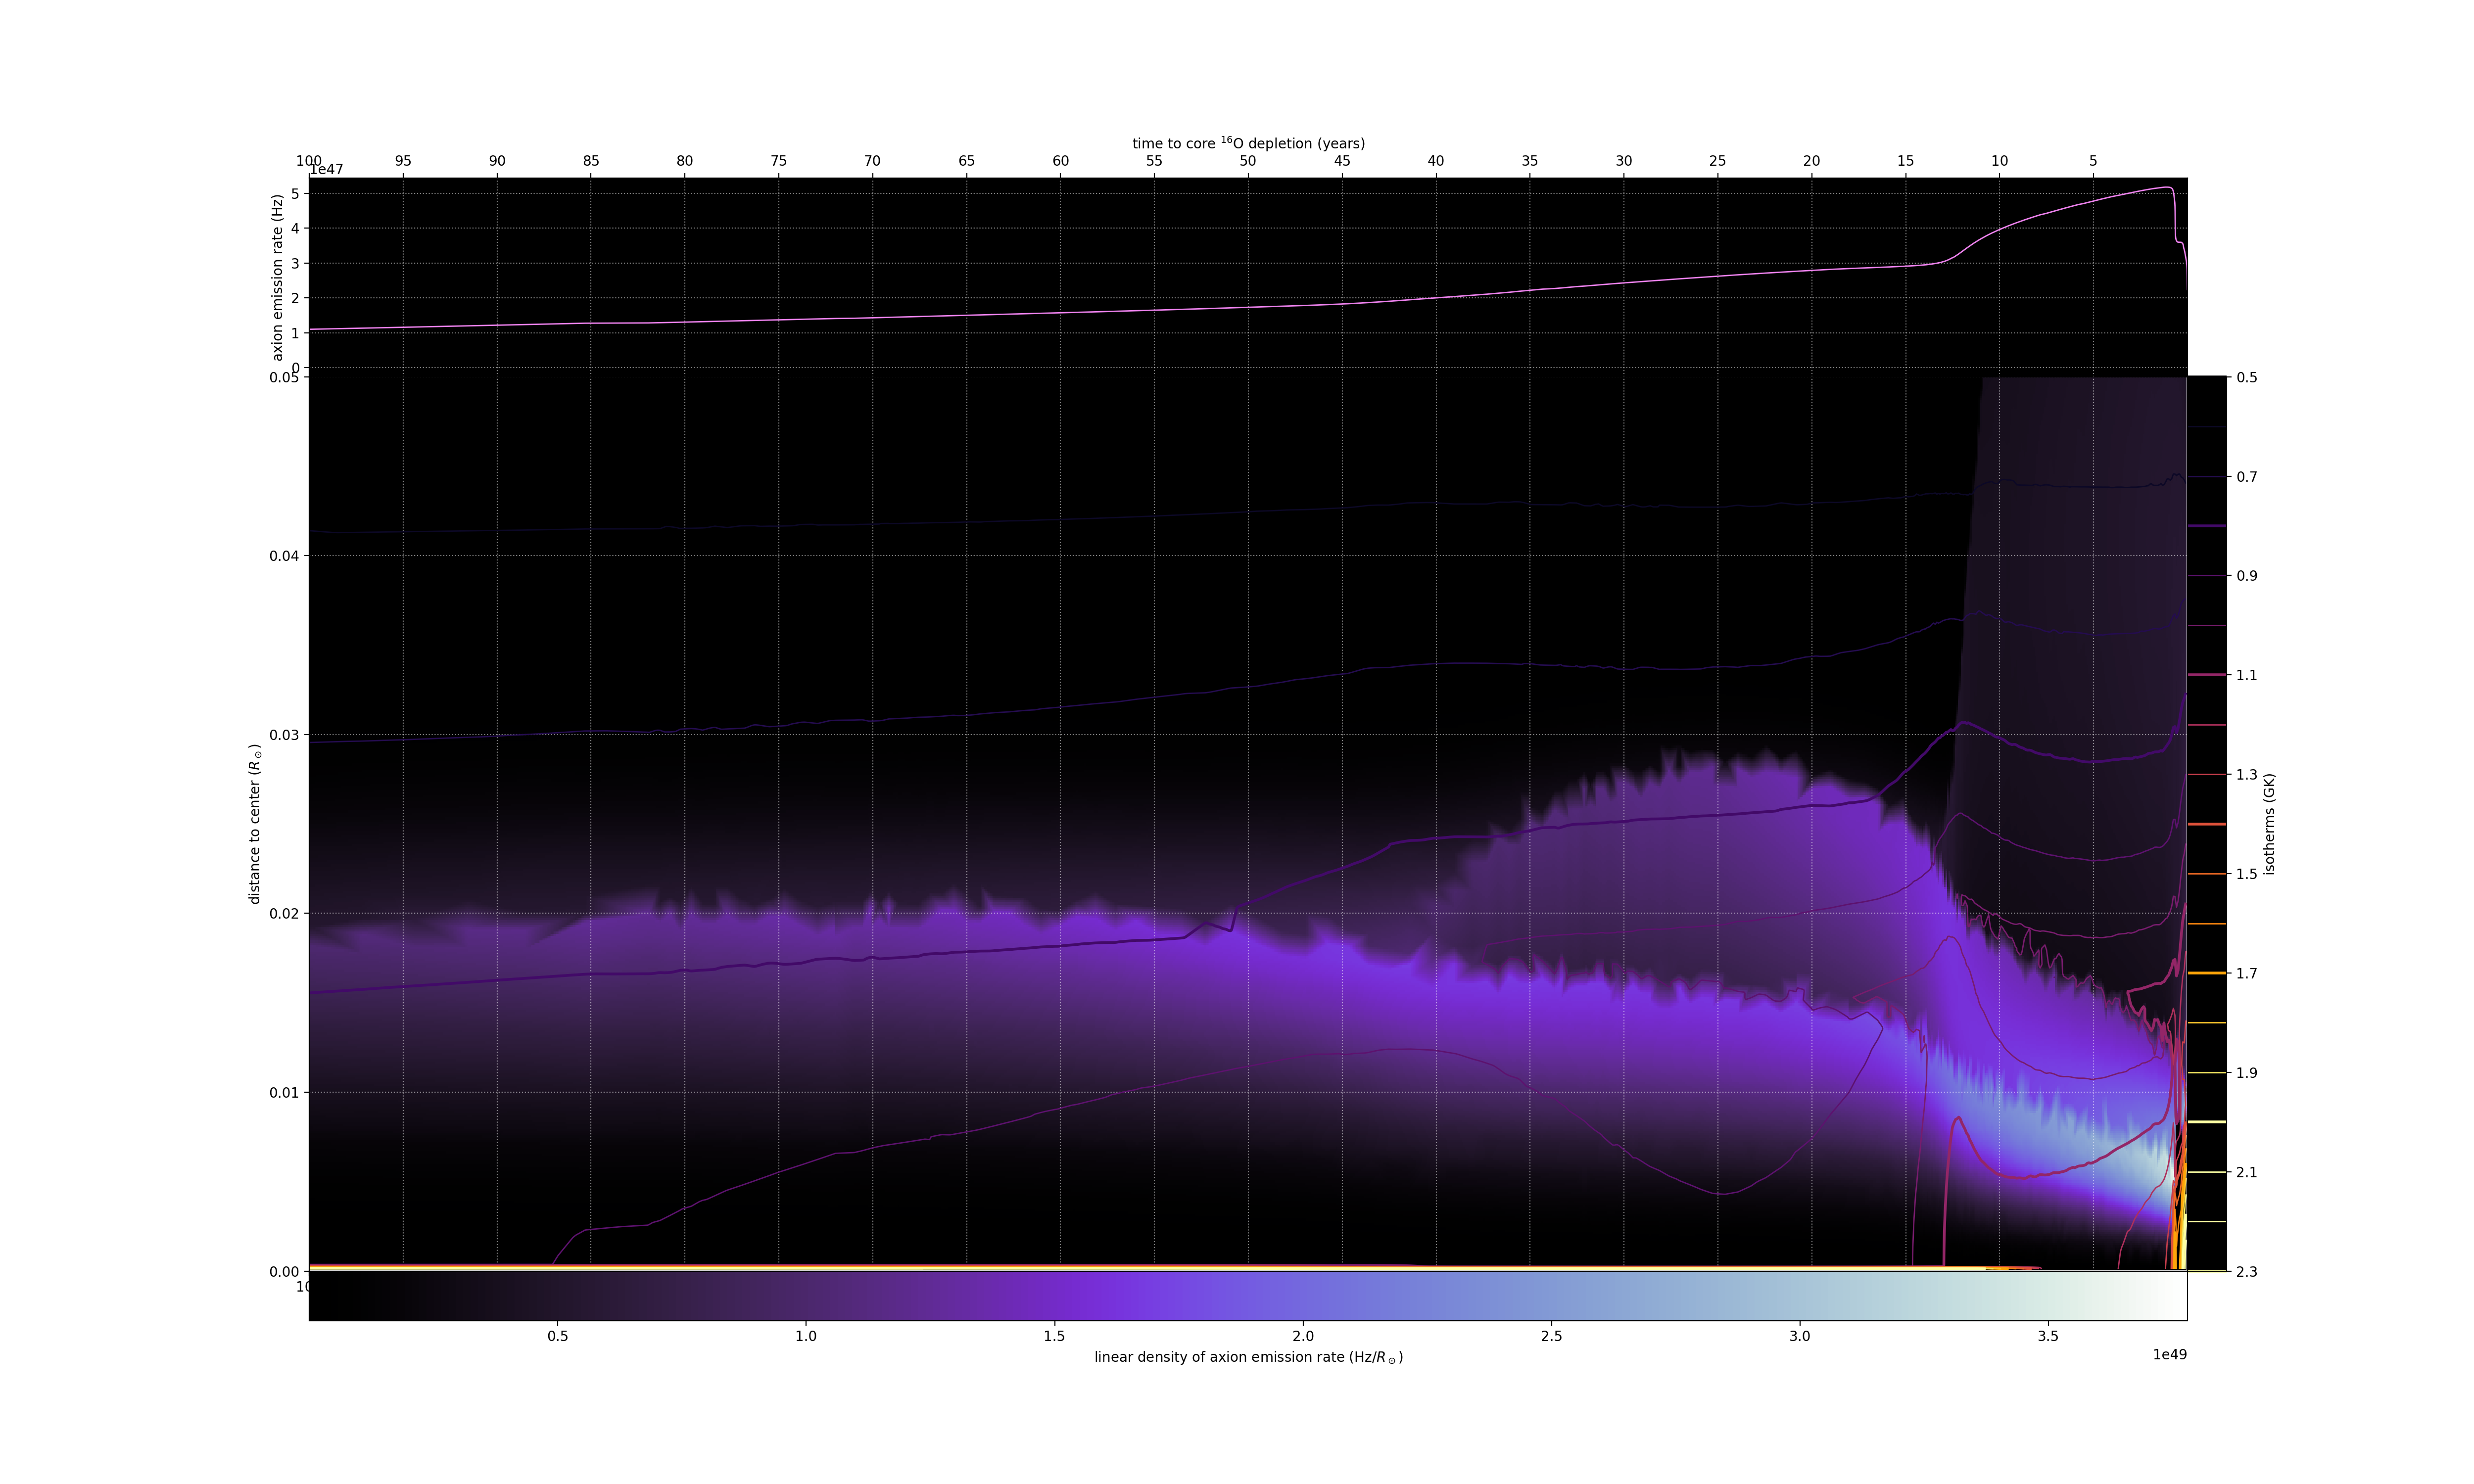 time to core ¹⁶O depletion (years)
100 95 90 85 80 75 70 65 60 55 50 45 40 35 30 25 20 15 10 5
1e47
axion emission rate (Hz)
5
4
3
2
1
0
distance to center (R⊙)
0.05
0.04
0.03
0.02
0.01
0.00
isotherms (GK)
0.5
0.7
0.9
1.1
1.3
1.5
1.7
1.9
2.1
2.3
10
0.5 1.0 1.5 2.0 2.5 3.0 3.5
linear density of axion emission rate (Hz/R⊙)
1e49